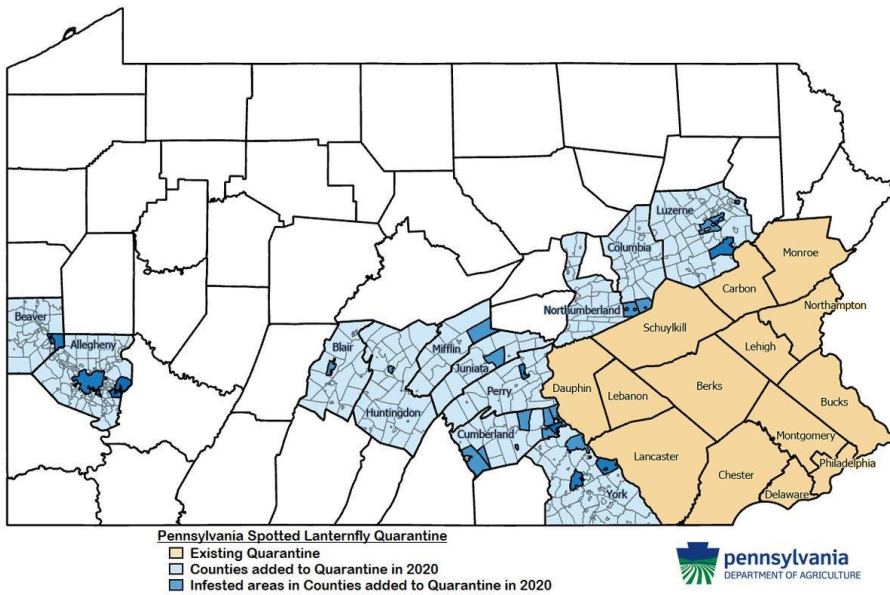 Luzerne
Columbia
Monroe
Carbon
Northampton
Beaver
Northumberland
Schuylkill
Allegheny
Blair
Mifflin
Lehigh
Juniata
Dauphin
Perry
Lebanon
Berks
Bucks
Huntingdon
Cumberland
Montgomery
Lancaster
Philadelphia
Chester
York
Delaware
Pennsylvania Spotted Lanternfly Quarantine
Existing Quarantine
Counties added to Quarantine in 2020
Infested areas in Counties added to Quarantine in 2020
pennsylvania
DEPARTMENT OF AGRICULTURE